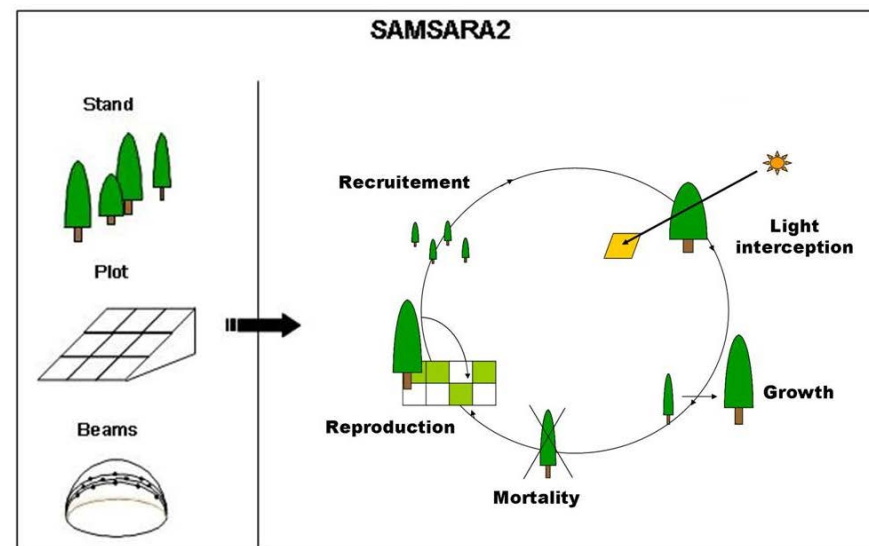 SAMSARA2
Stand
Plot
Beams
Recruitement
Light
interception
Growth
Mortality
Reproduction